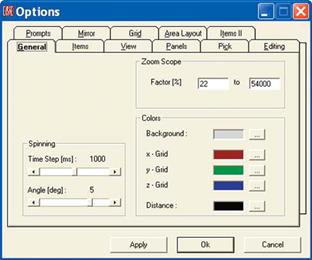 Options
Prompts Mirror Grid Area Layout Items II
General Items View Panels Pick Editing
Zoom Scope
Factor [%] 22 to 54000
Colors
Background : ...
Spinning
Time Step [ms] : 1000
x - Grid ...
y - Grid ...
Angle [deg] : 5
z - Grid ...
Distance : ...
Apply Ok Cancel